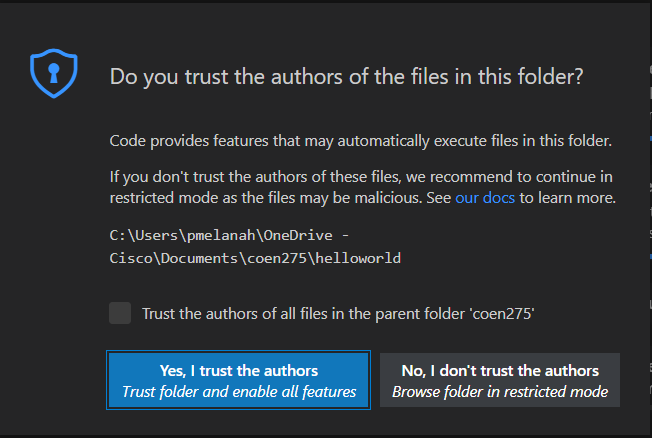 Do you trust the authors of the files in this folder?
Code provides features that may automatically execute files in this folder.
If you don't trust the authors of these files, we recommend to continue in
restricted mode as the files may be malicious. See our docs to learn more.
C:\Users\pmelanah\OneDrive -
Cisco\Documents\coen275\helloworld
Trust the authors of all files in the parent folder 'coen275'
Yes, I trust the authors
Trust folder and enable all features
No, I don't trust the authors
Browse folder in restricted mode